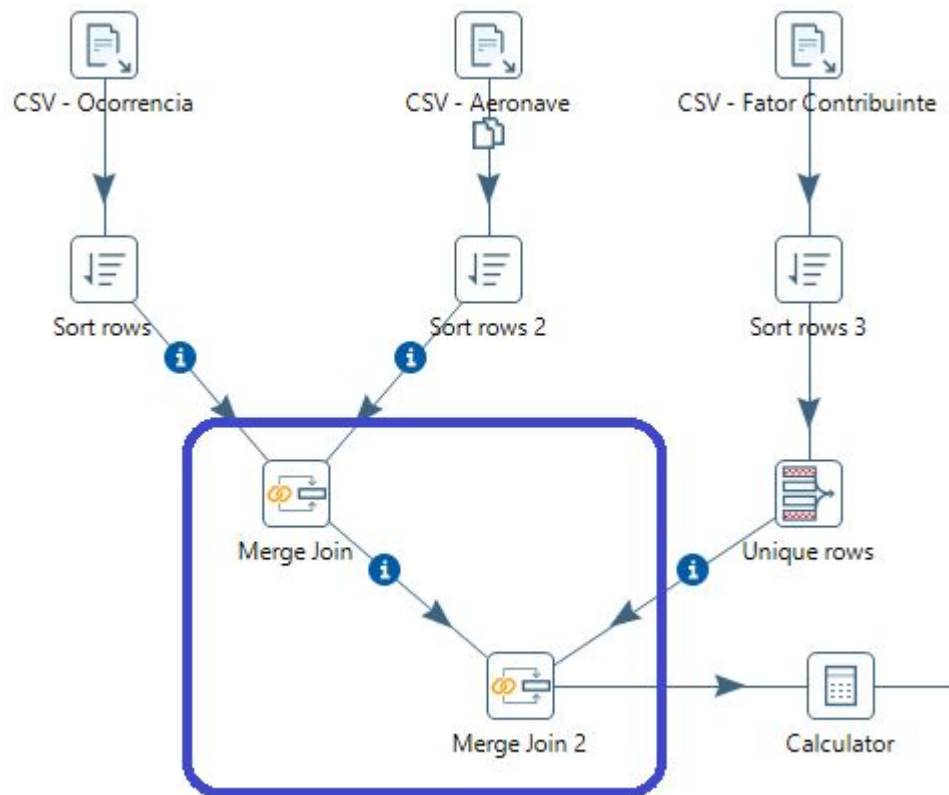 CSV - Ocorrencia
CSV - Aeronave
CSV - Fator Contribuinte
Sort rows
Sort rows 2
Sort rows 3
Merge Join
Unique rows
Merge Join 2
Calculator